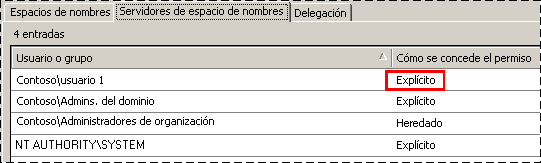 Espacios de nombres Servidores de espacio de nombres Delegación
4 entradas
Usuario o grupo Cómo se concede el permiso
Contoso\usuario 1 Explícito
Contoso\Admins. del dominio Explícito
Contoso\Administradores de organización Heredado
NT AUTHORITY\SYSTEM Explícito